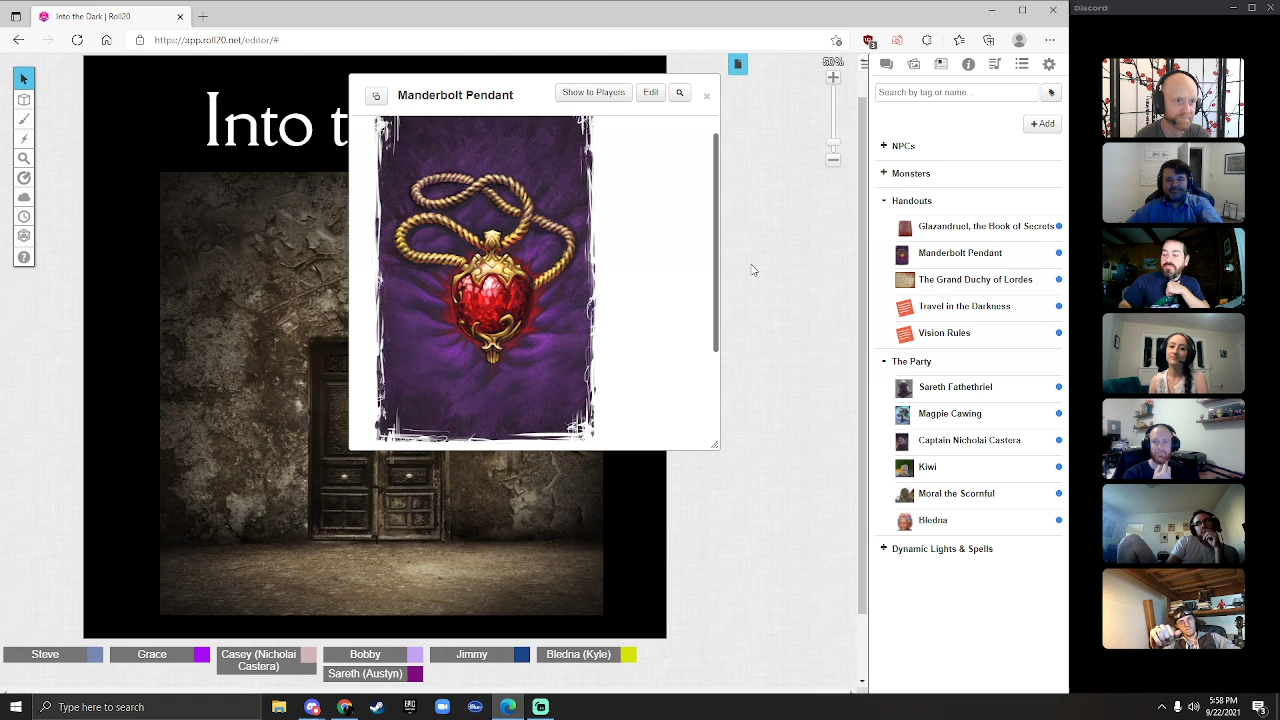 Discord
Into the Dark | Roll20
https://app.roll20.net/editor/#
3
50%
Into t
Manderbolt Pendant
Show to Players
Edit
Search by tag or name...
+ Add
NPCs
Monsters
Handouts
Glazandruel, the Book of Secrets
Manderbolt Pendant
The Grand Duchy of Lordes
Travel in the Darkness
Vision Rules
The Party
Sareth Fathethriel
Magpie Cawing
Captain Nicholai Castera
Kiwi
Moral the Scornful
Bledna
Dynamic Lights & Spells
Steve
Grace
Casey (Nicholai
Castera)
Bobby
Jimmy
Bledna (Kyle)
Sareth (Austyn)
Type here to search
EPIC
5:58 PM
9/22/2021
3